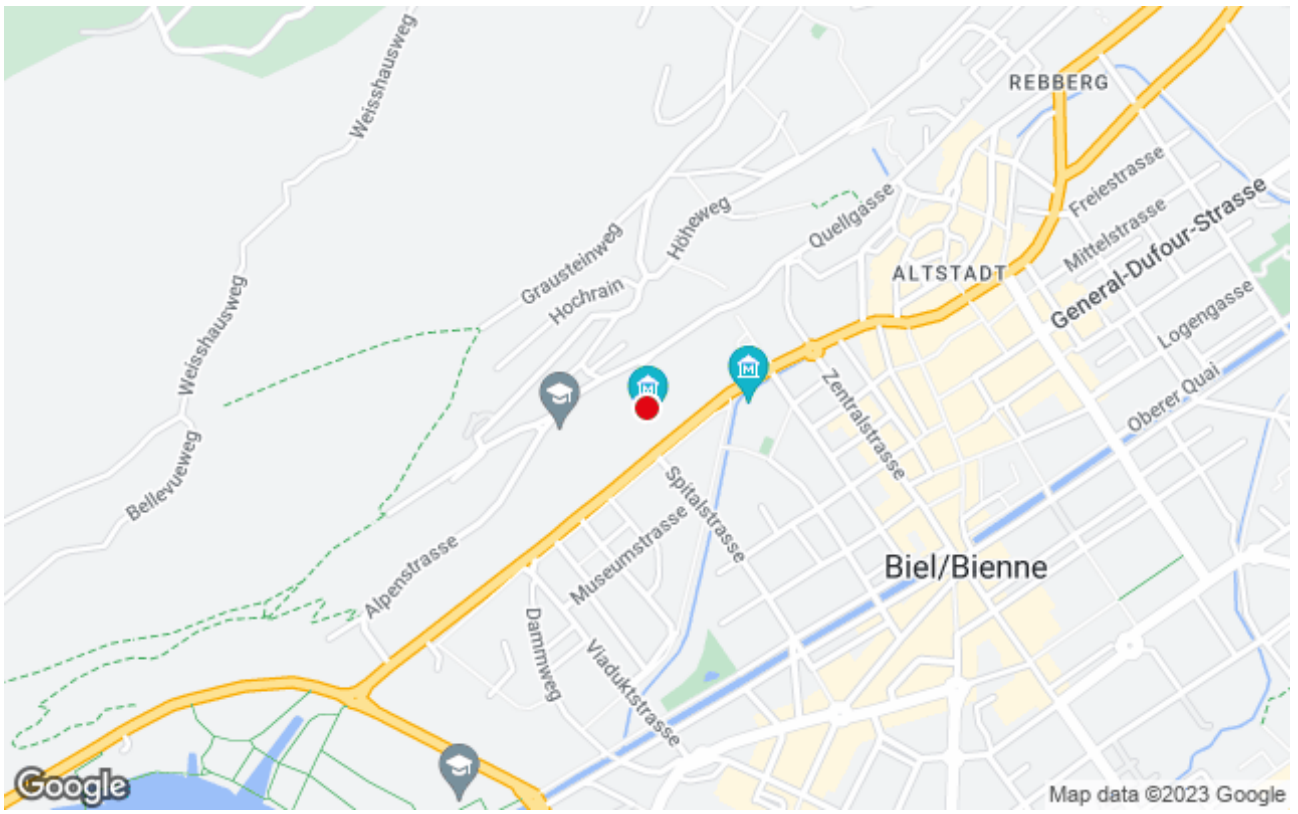 Weisshausweg
REBBERG
Freiestrasse
Höheweg
Quellgasse
Mittelstrasse
General-Dufour-Strasse
Grausteinweg
ALTSTADT
Hochrain
Logengasse
Weisshausweg
M
M
Zentralstrasse
Oberer Quai
Bellevueweg
Spitalstrasse
Museumstrasse
Alpenstrasse
Biel/Bienne
Dammweg
Viaduktstrasse
Google
Map data ©2023 Google